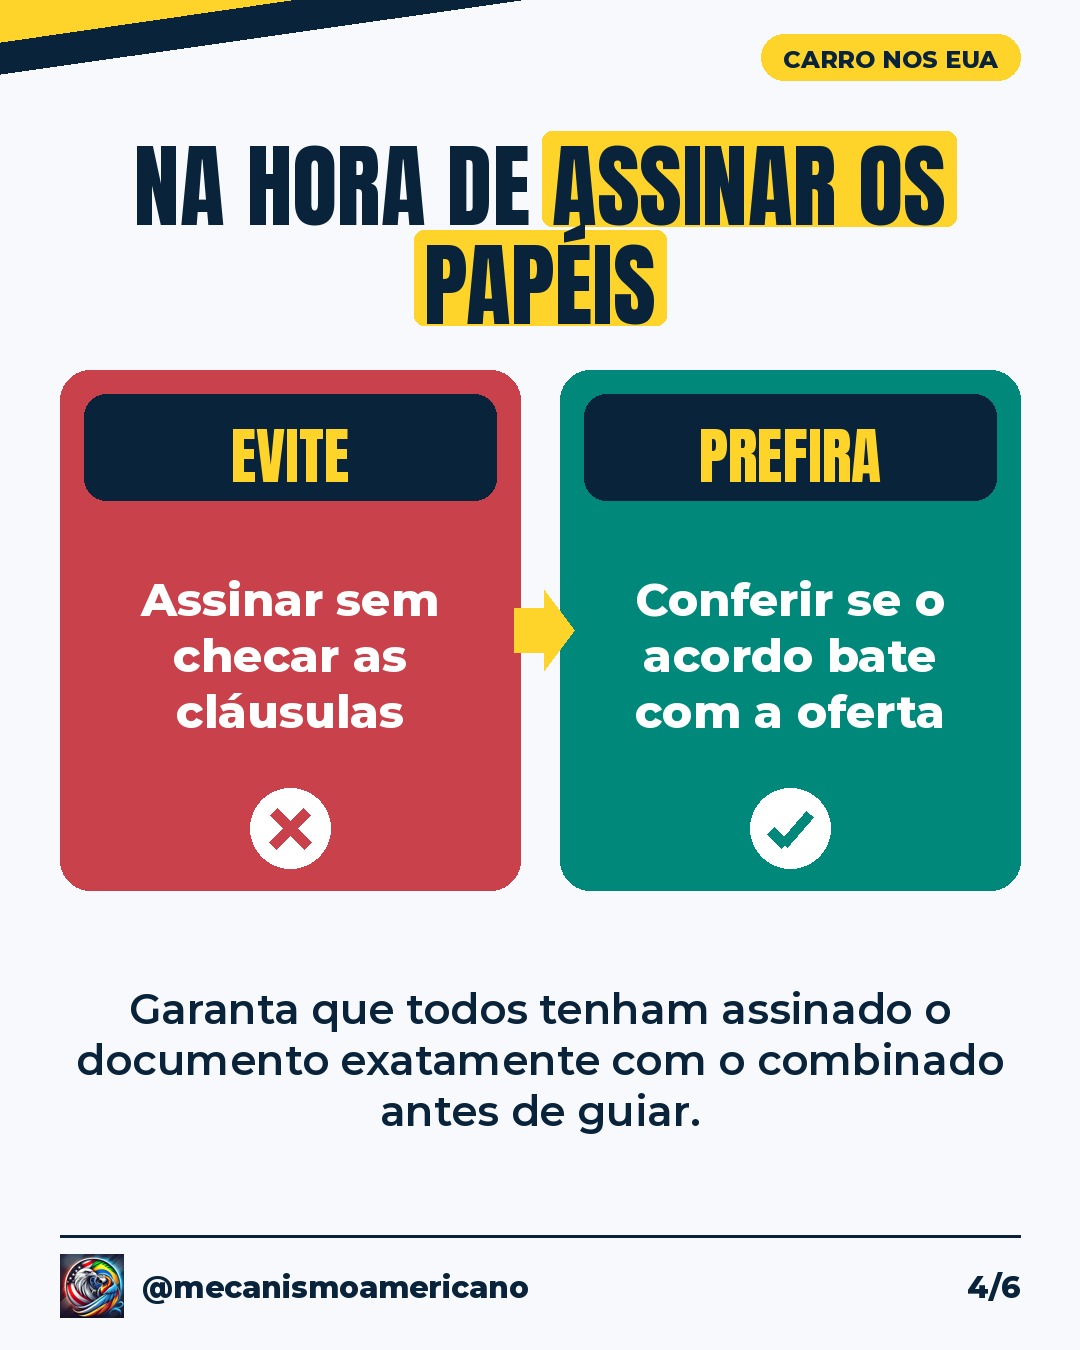 CARRO NOS EUA
NA HORA DE ASSINAR OS
PAPÉIS
EVITE
Assinar sem
checar as
cláusulas
PREFIRA
Conferir se o
acordo bate
com a oferta
Garanta que todos tenham assinado o
documento exatamente com o combinado
antes de guiar.
@mecanismoamericano
4/6